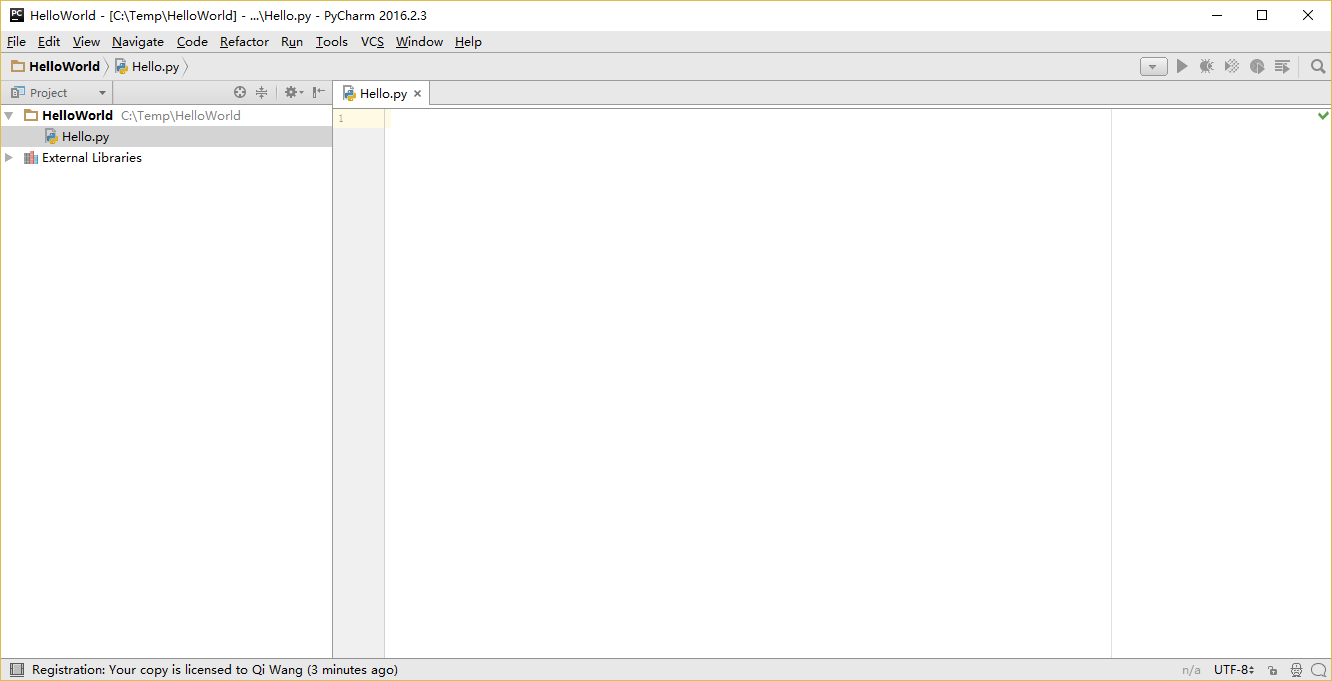 HelloWorld - [C:\Temp\HelloWorld] - ...\Hello.py - PyCharm 2016.2.3
File Edit View Navigate Code Refactor Run Tools VCS Window Help
HelloWorld Hello.py
Project Hello.py
HelloWorld C:\Temp\HelloWorld 1
Hello.py
External Libraries
Registration: Your copy is licensed to Qi Wang (3 minutes ago) n/a UTF-8